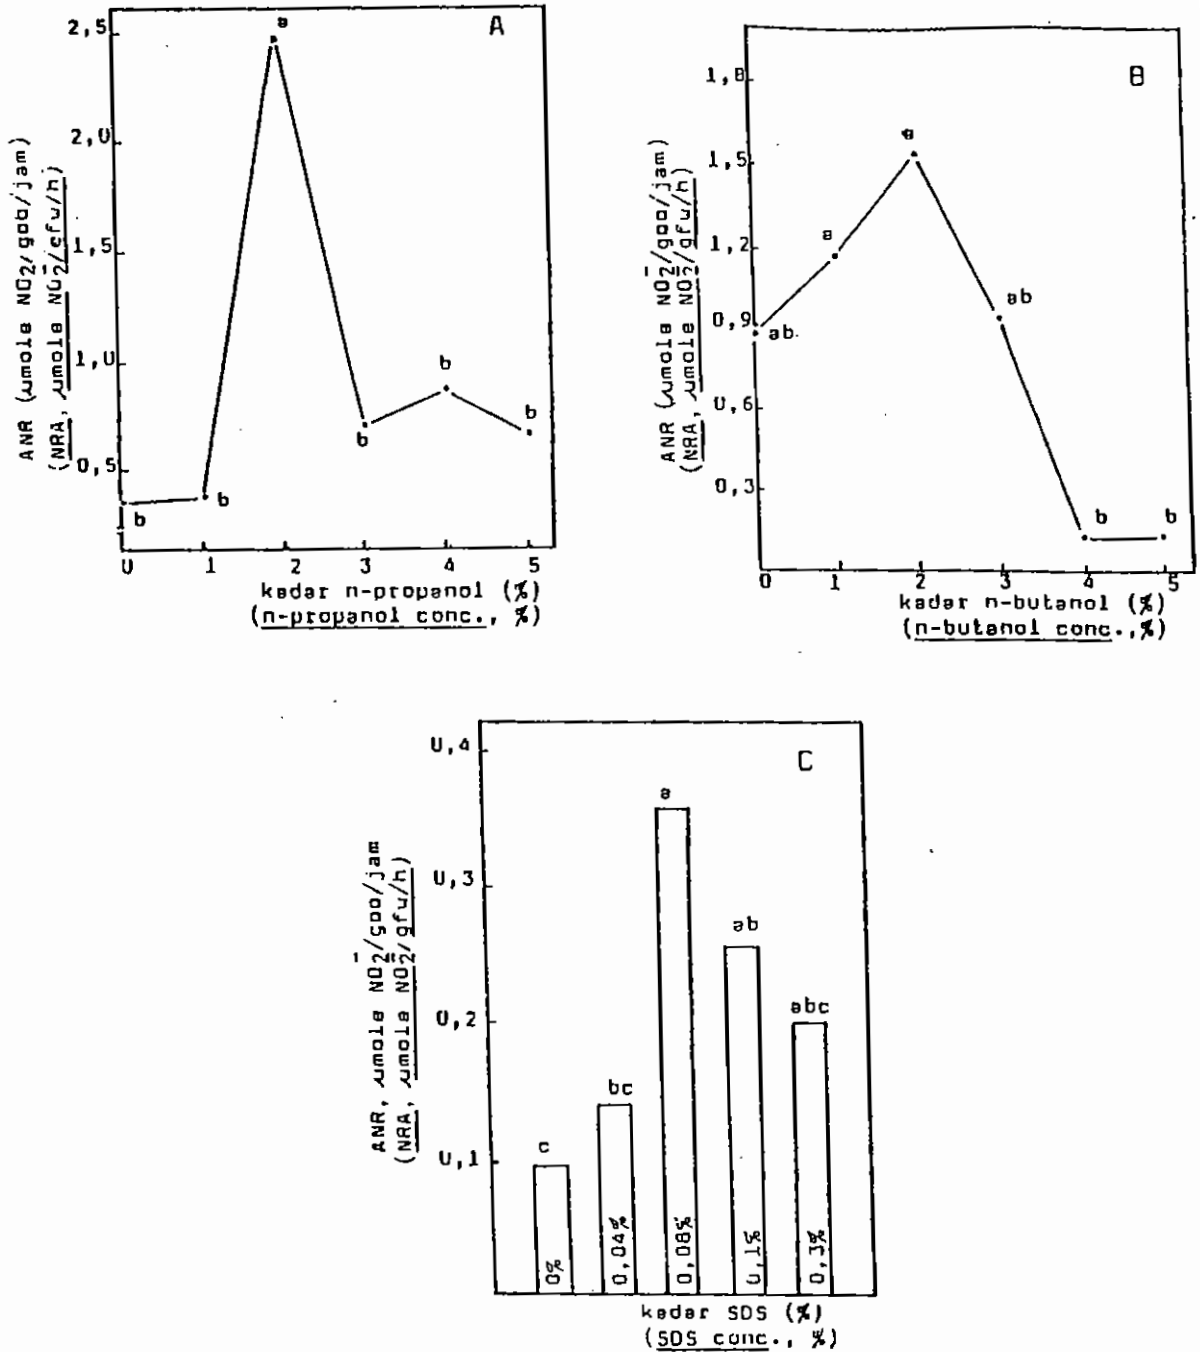 A
2,5
2,0
1,5
1,0
0,5
a
b
b
b
b
b
0 1 2 3 4 5
ANR (µmole NO2̄/gbb/jam)
(NRA, µmole NO2̄/gfw/h)
kadar n-propanol (%)
(n-propanol conc., %)
B
1,8
1,5
1,2
0,9
0,6
0,3
ab
a
a
ab
b
b
0 1 2 3 4 5
ANR (µmole NO2̄/gbb/jam)
(NRA, µmole NO2̄/gfw/h)
kadar n-butanol (%)
(n-butanol conc.,%)
C
0,4
0,3
0,2
0,1
c
bc
a
ab
abc
0%
0,04%
0,08%
0,1%
0,3%
ANR, µmole NO2̄/gbb/jam
(NRA, µmole NO2̄/gfw/h)
kadar SDS (%)
(SDS conc., %)